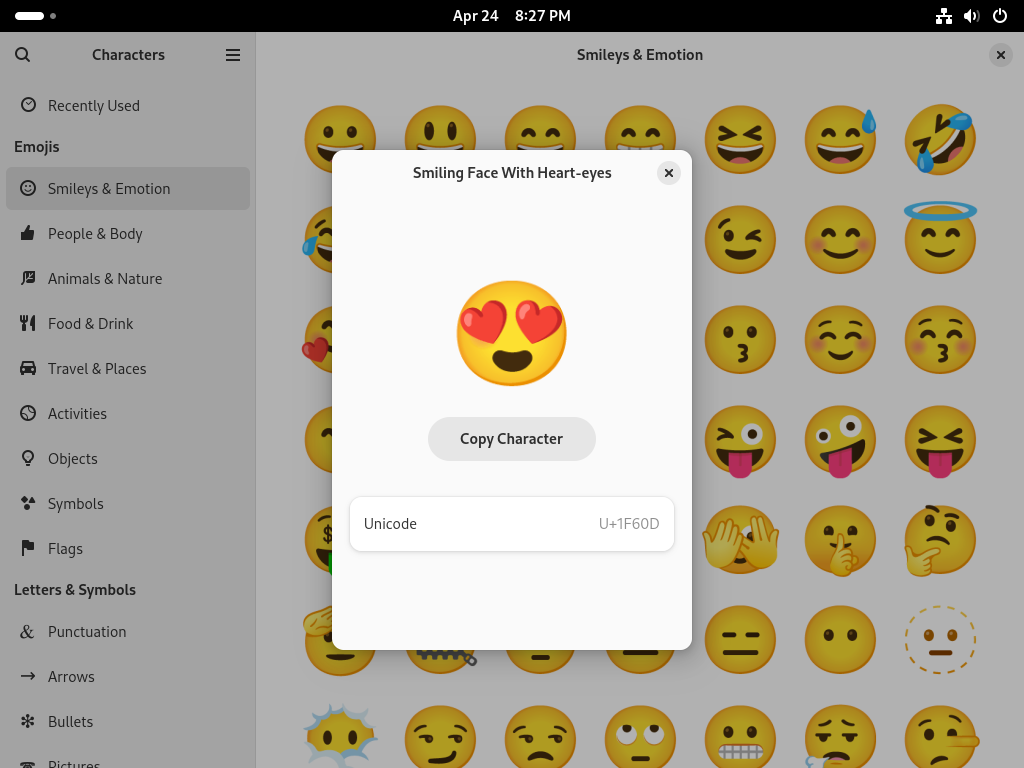 Apr 24 8:27 PM
Characters
Smileys & Emotion
Recently Used
Emojis
Smileys & Emotion
People & Body
Animals & Nature
Food & Drink
Travel & Places
Activities
Objects
Symbols
Flags
Letters & Symbols
& Punctuation
Arrows
Bullets
Pictures
Smiling Face With Heart-eyes
Copy Character
Unicode U+1F60D